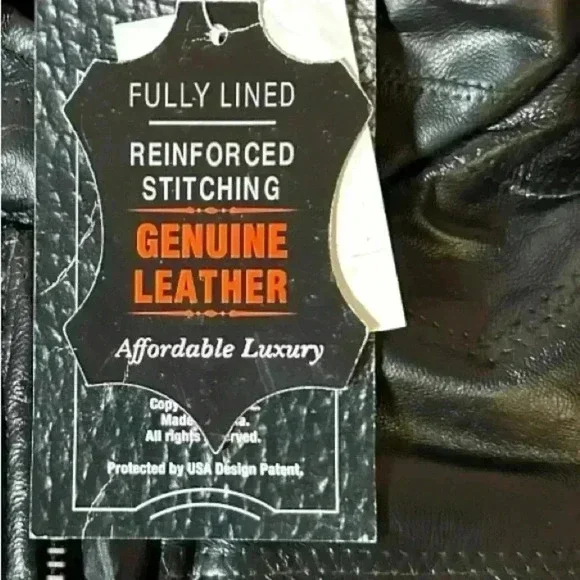 FULLY LINED
REINFORCED
STITCHING
GENUINE
LEATHER
Affordable Luxury
All rights
Protected by USA Design Patent.